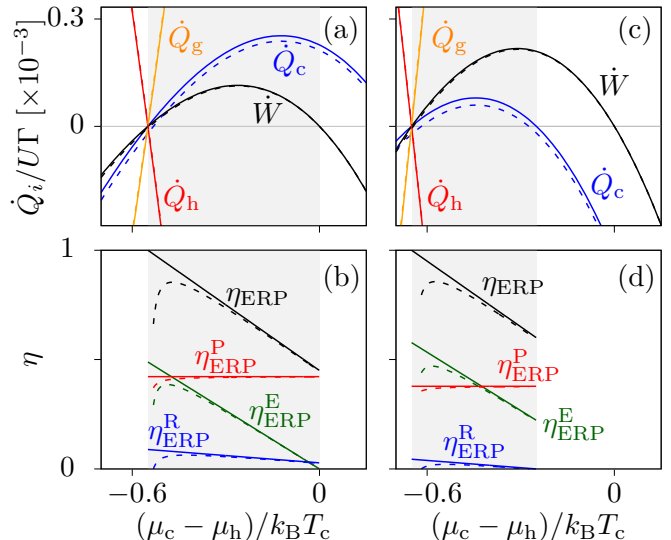 0.3
(a)
(c)
Q̇g
Q̇g
Q̇c
Q̇i/UΓ [×10−3]
Ẇ
Ẇ
0
Q̇h
Q̇h
Q̇c
1
(b)
(d)
ηERP
ηERP
η
ηPERP
ηPERP
ηEERP
ηEERP
ηRERP
ηRERP
0
−0.6
0
−0.6
0
(μc − μh)/kBTc
(μc − μh)/kBTc